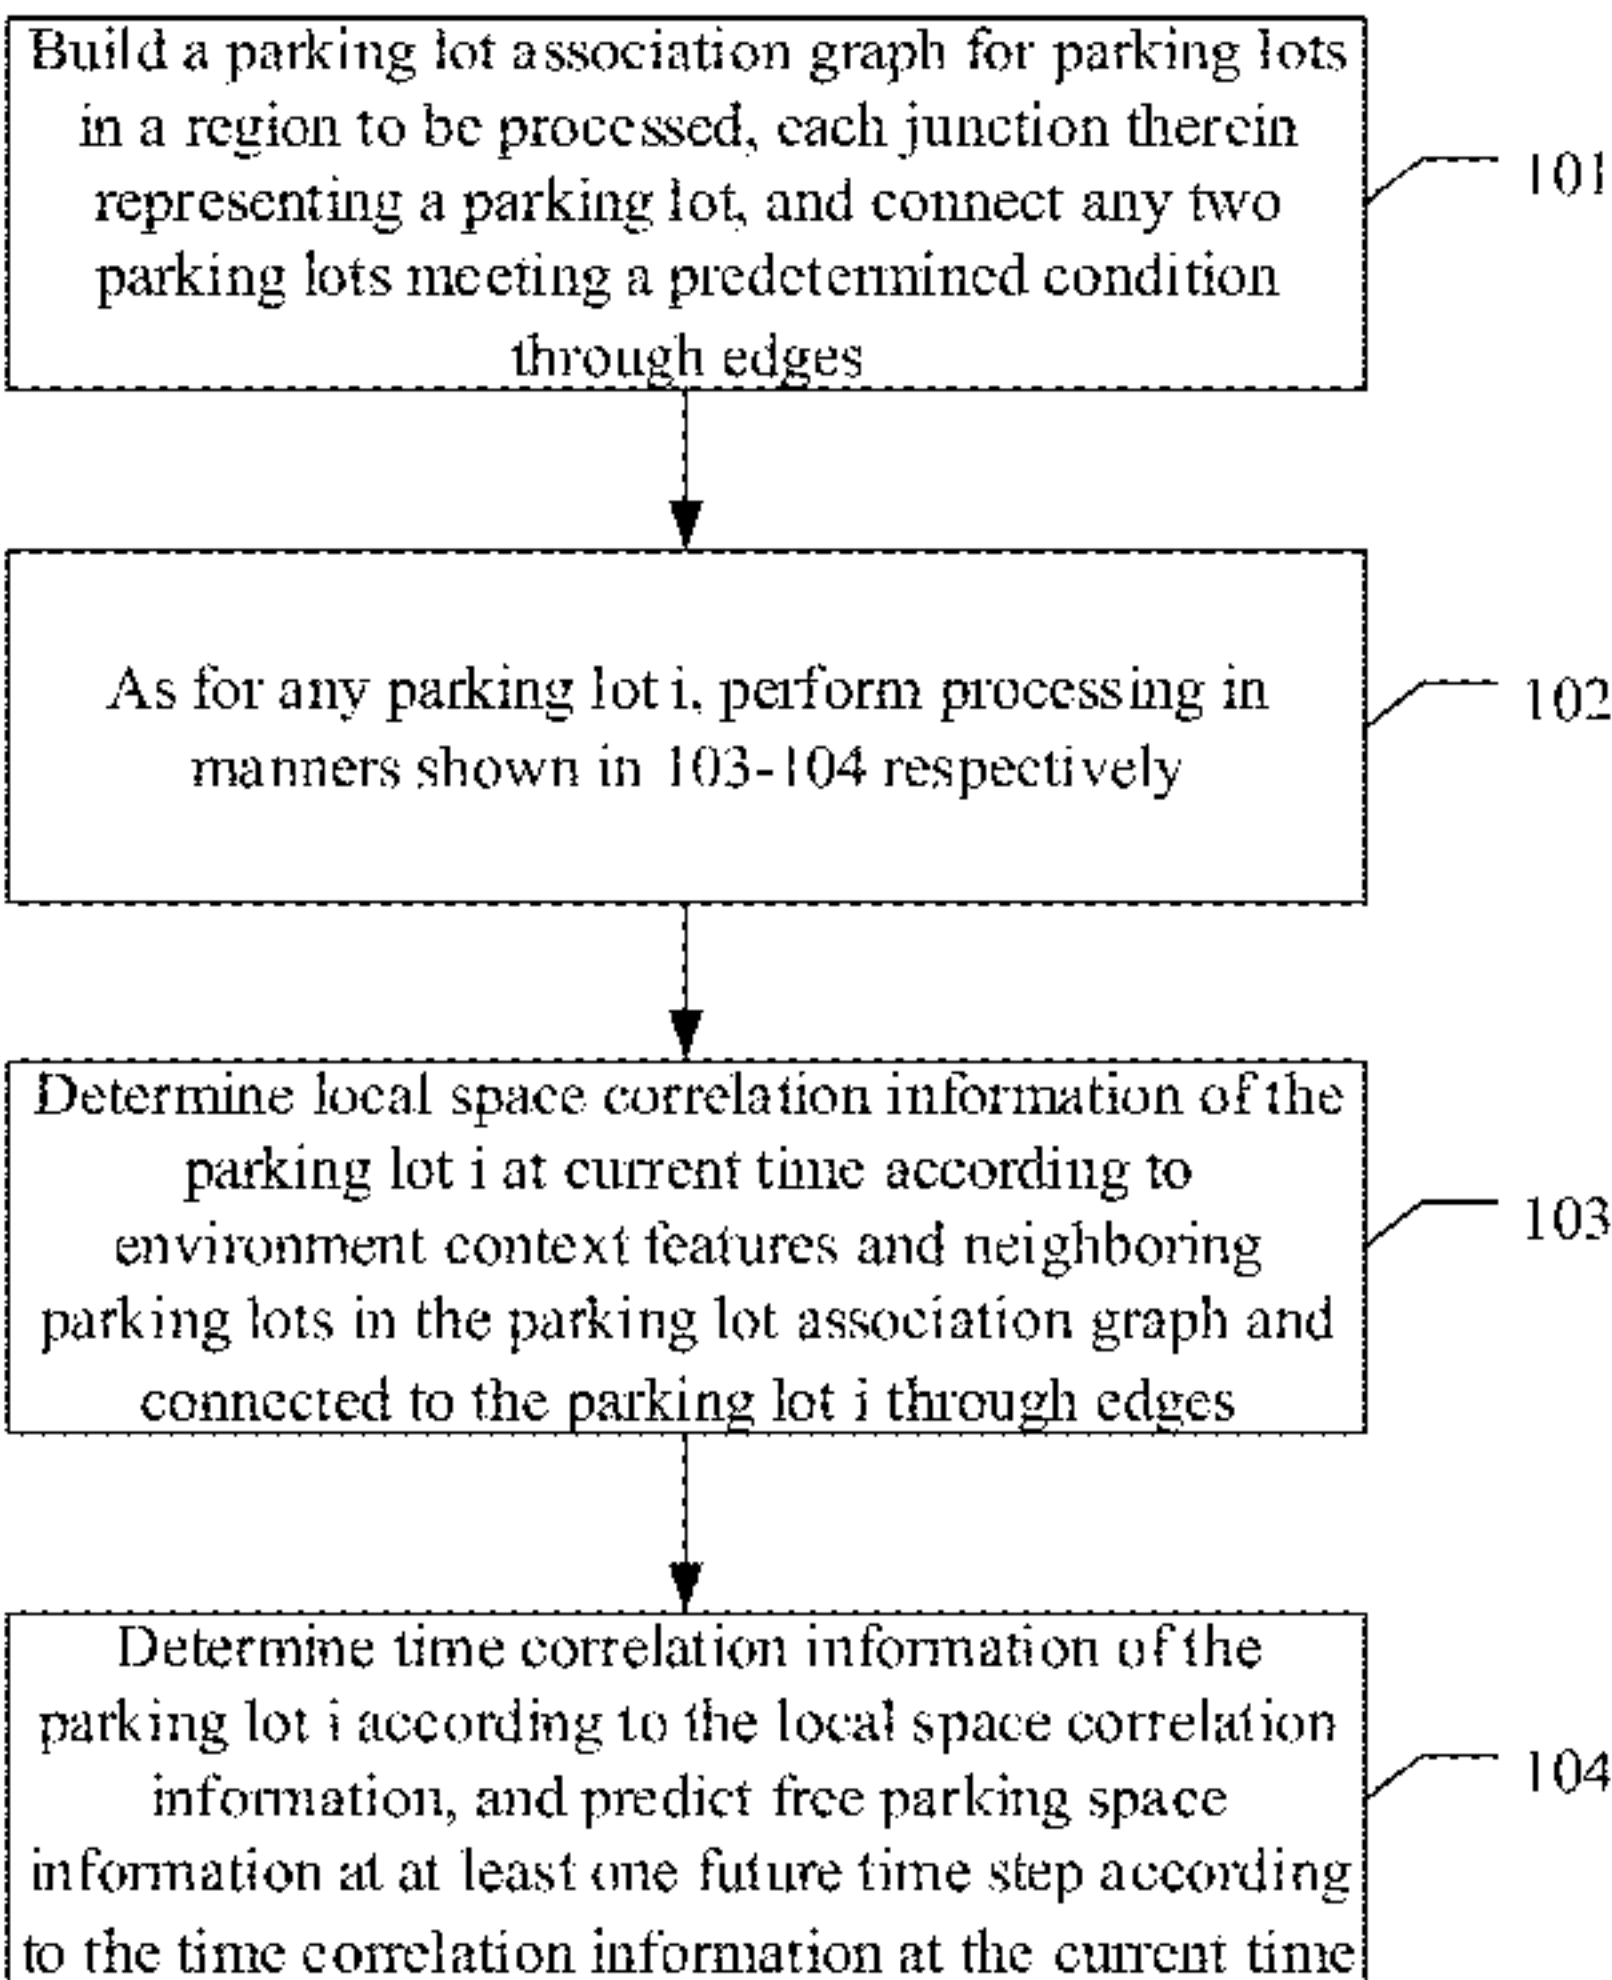 Build a parking lot association graph for parking lots
in a region to be processed, each junction therein
representing a parking lot, and connect any two
parking lots meeting a predetermined condition
through edges
101
As for any parking lot i, perform processing in
manners shown in 103-104 respectively
102
Determine local space correlation information of the
parking lot i at current time according to
environment context features and neighboring
parking lots in the parking lot association graph and
connected to the parking lot i through edges
103
Determine time correlation information of the
parking lot i according to the local space correlation
information, and predict free parking space
information at at least one future time step according
to the time correlation information at the current time
104